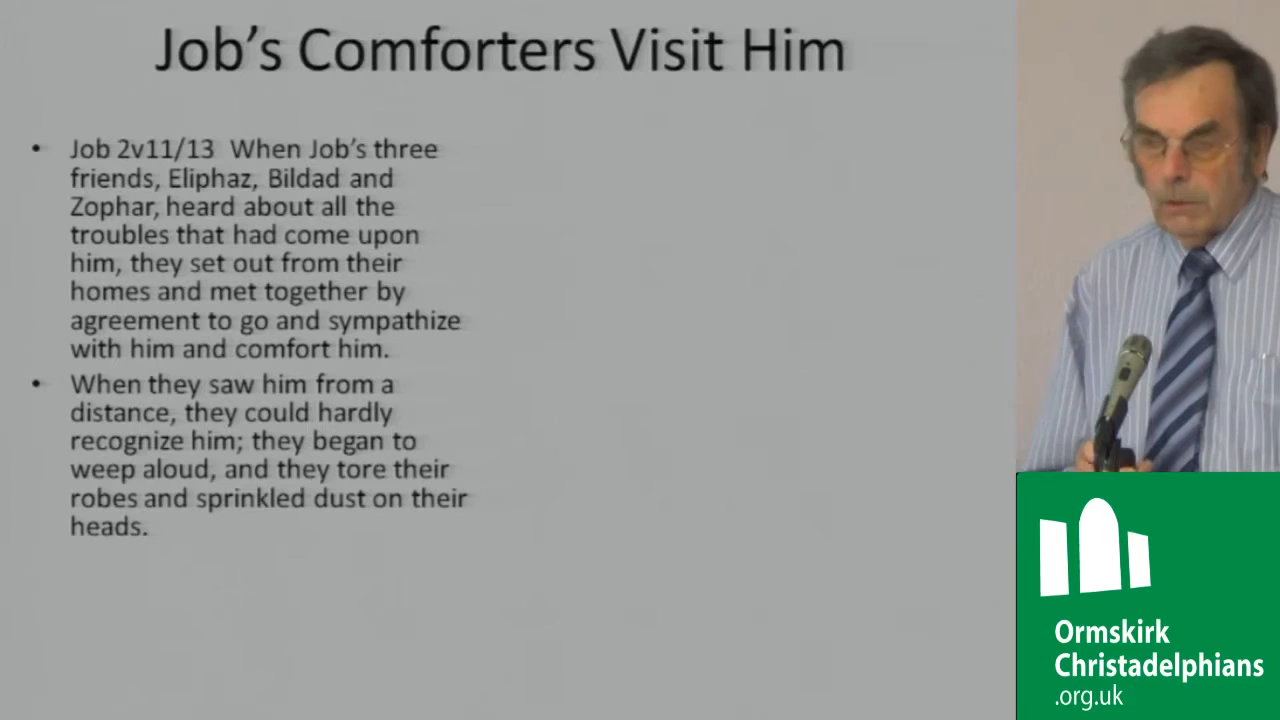 Job's Comforters Visit Him
• Job 2v11/13 When Job's three
friends, Eliphaz, Bildad and
Zophar, heard about all the
troubles that had come upon
him, they set out from their
homes and met together by
agreement to go and sympathize
with him and comfort him.
• When they saw him from a
distance, they could hardly
recognize him; they began to
weep aloud, and they tore their
robes and sprinkled dust on their
heads.
Ormskirk
Christadelphians
.org.uk